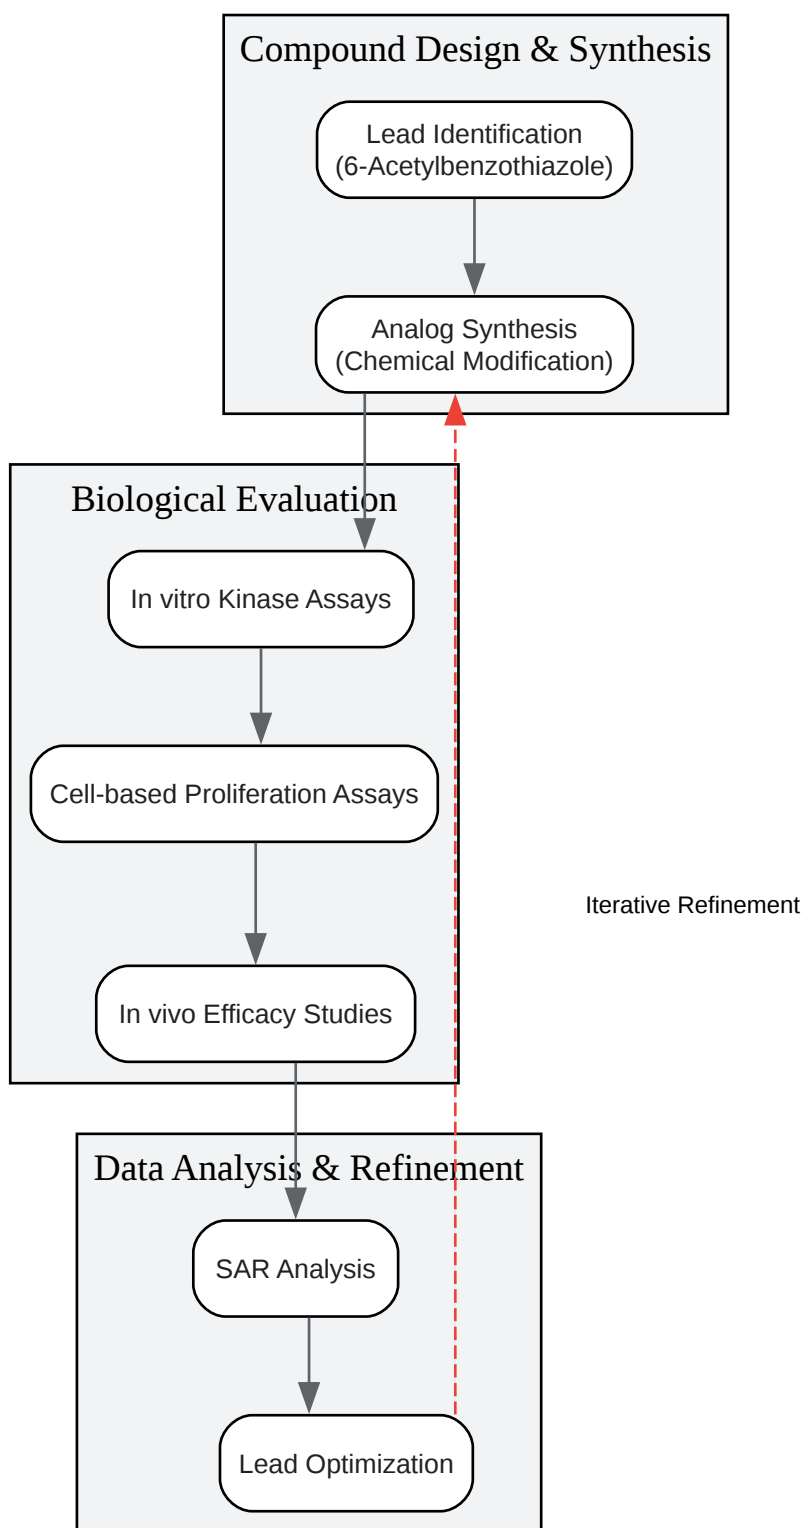 Compound Design & Synthesis
Lead Identification
(6-Acetylbenzothiazole)
Analog Synthesis
(Chemical Modification)
Biological Evaluation
In vitro Kinase Assays
Cell-based Proliferation Assays
Iterative Refinement
In vivo Efficacy Studies
Data Analysis & Refinement
SAR Analysis
Lead Optimization